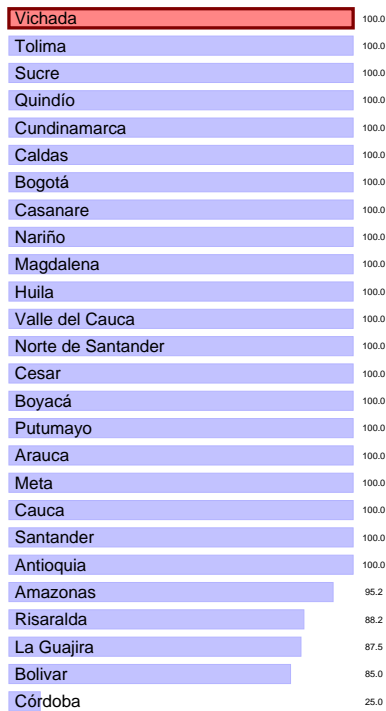 Vichada 100.0
Tolima 100.0
Sucre 100.0
Quindío 100.0
Cundinamarca 100.0
Caldas 100.0
Bogotá 100.0
Casanare 100.0
Nariño 100.0
Magdalena 100.0
Huila 100.0
Valle del Cauca 100.0
Norte de Santander 100.0
Cesar 100.0
Boyacá 100.0
Putumayo 100.0
Arauca 100.0
Meta 100.0
Cauca 100.0
Santander 100.0
Antioquia 100.0
Amazonas 95.2
Risaralda 88.2
La Guajira 87.5
Bolivar 85.0
Córdoba 25.0